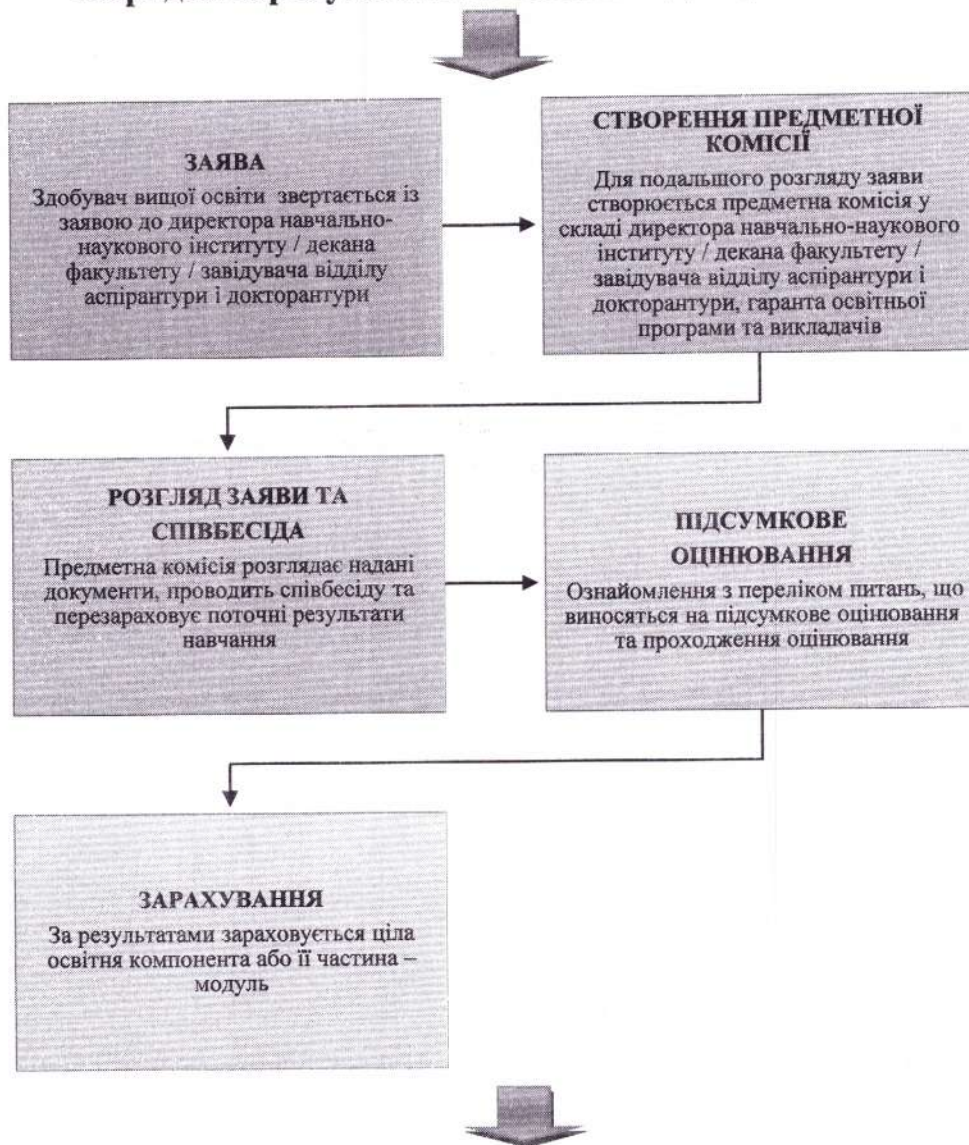 ЗАЯВА
Здобувач вищої освіти звертається із
заявою до директора навчально-
наукового інституту / декана
факультету / завідувача відділу
аспірантури і докторантури
СТВОРЕННЯ ПРЕДМЕТНОЇ
КОМІСІЇ
Для подальшого розгляду заяви
створюється предметна комісія у
складі директора навчально-наукового
інституту / декана факультету /
завідувача відділу аспірантури і
докторантури, гаранта освітньої
програми та викладачів
РОЗГЛЯД ЗАЯВИ ТА
СПІВБЕСІДА
Предметна комісія розглядає надані
документи, проводить співбесіду та
перезараховує поточні результати
навчання
ПІДСУМКОВЕ
ОЦІНЮВАННЯ
Ознайомлення з переліком питань, що
виносяться на підсумкове оцінювання
та проходження оцінювання
ЗАРАХУВАННЯ
За результатами зараховується ціла
освітня компонента або її частина –
модуль